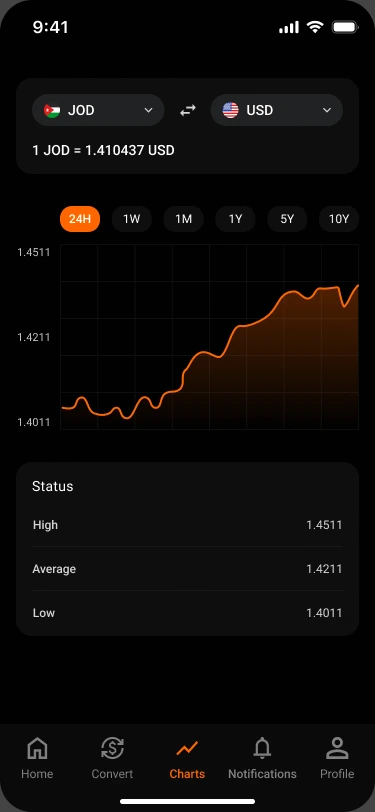 9:41
JOD
USD
1 JOD = 1.410437 USD
24H 1W 1M 1Y 5Y 10Y
1.4511
1.4211
1.4011
Status
High 1.4511
Average 1.4211
Low 1.4011
Home Convert Charts Notifications Profile